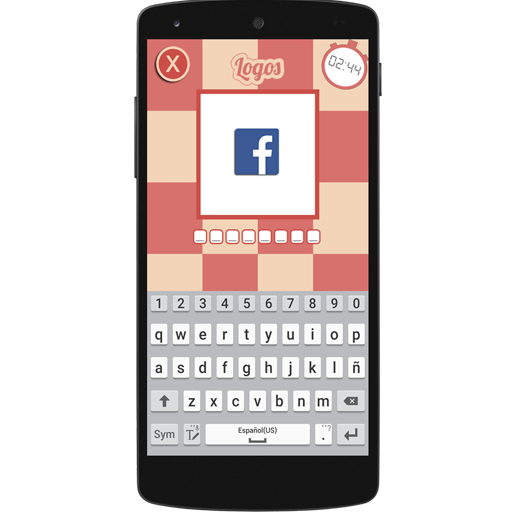 X
Logos
02:44
f
1 2 3 4 5 6 7 8 9 0
q w e r t y u i o p
a s d f g h j k l ñ
z x c v b n m
Sym T Español(US) . ...?